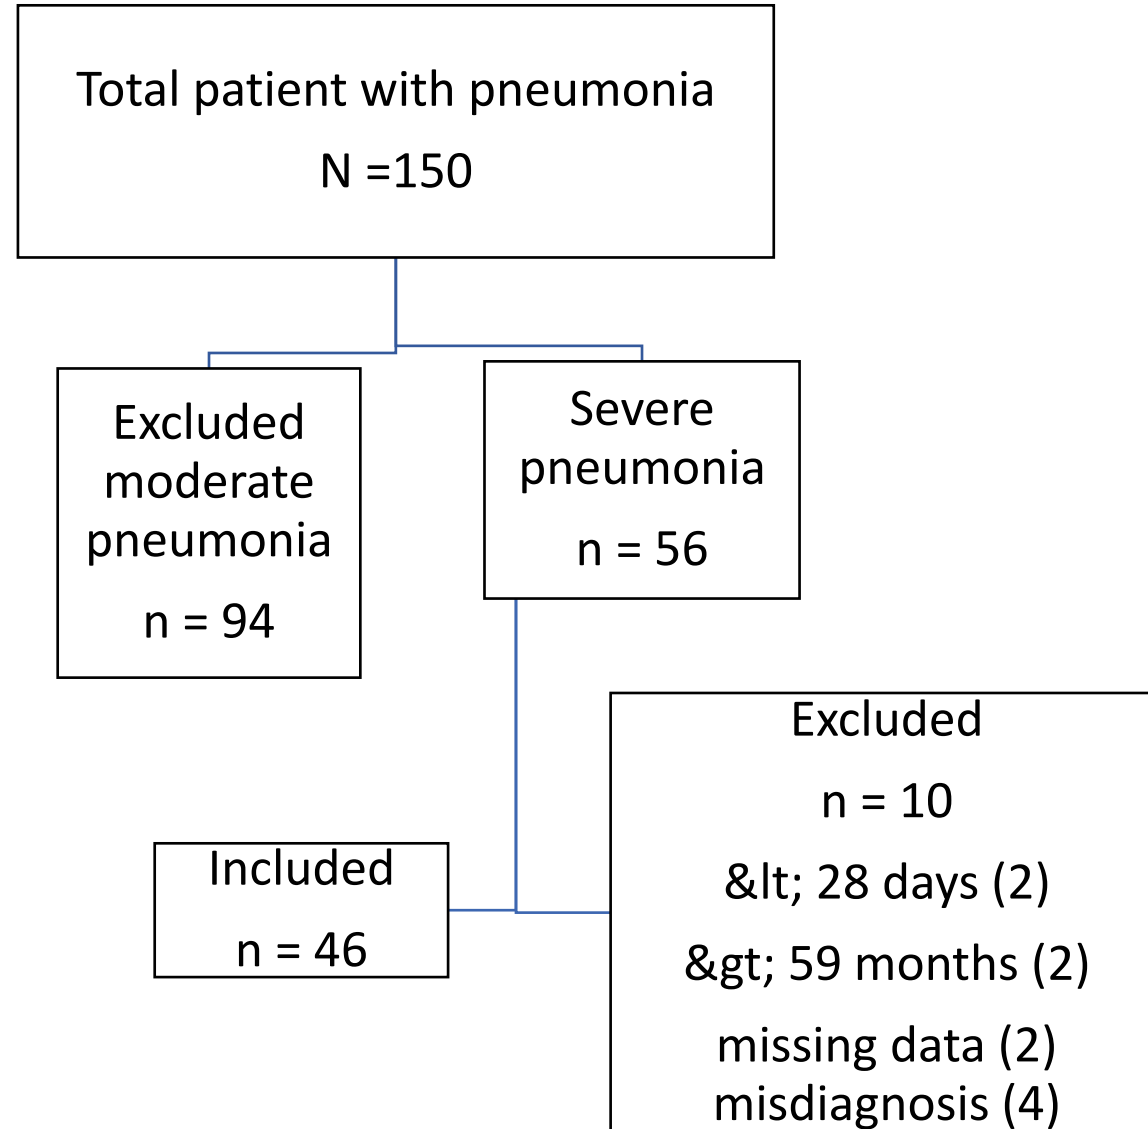 Total patient with pneumonia
N =150
Excluded
moderate
pneumonia
n = 94
Severe
pneumonia
n = 56
Included
n = 46
Excluded
n = 10
&lt; 28 days (2)
&gt; 59 months (2)
missing data (2)
misdiagnosis (4)